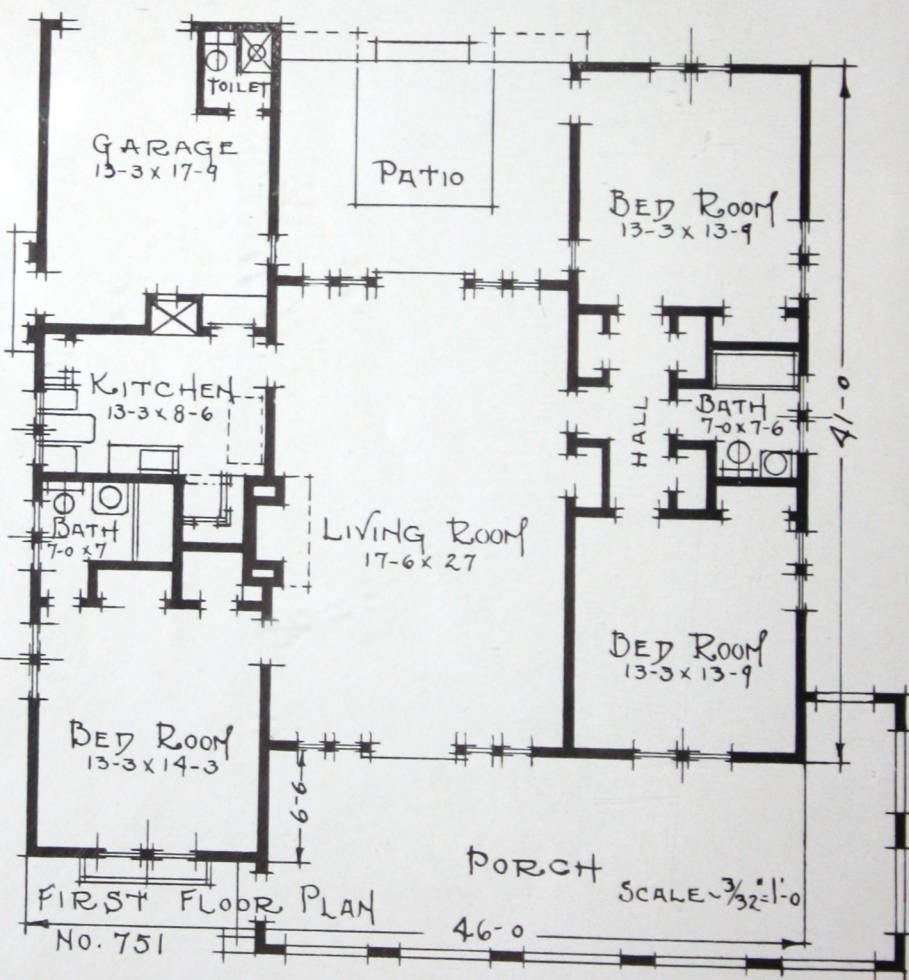 TOILET
GARAGE
13-3 x 17-9
PATIO
BED ROOM
13-3 x 13-9
KITCHEN
13-3 x 8-6
BATH
7-0 x 7-6
HALL
41-0
BATH
7-0 x 7
LIVING ROOM
17-6 x 27
BED ROOM
13-3 x 13-9
BED ROOM
13-3 x 14-3
6-6
PORCH
SCALE ~ 3/32" = 1'-0
FIRST FLOOR PLAN
No. 751
46-0